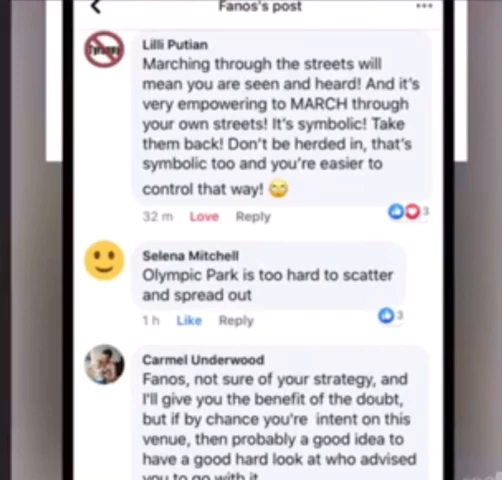 Fanos's post
Lilli Putian
Marching through the streets will
mean you are seen and heard! And it's
very empowering to MARCH through
your own streets! It's symbolic! Take
them back! Don't be herded in, that's
symbolic too and you're easier to
control that way!
32 m Love Reply 3
Selena Mitchell
Olympic Park is too hard to scatter
and spread out
1 h Like Reply 3
Carmel Underwood
Fanos, not sure of your strategy, and
I'll give you the benefit of the doubt,
but if by chance you're intent on this
venue, then probably a good idea to
have a good hard look at who advised
you to go with it